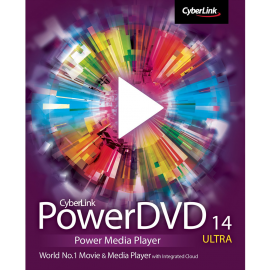 CyberLink
CyberLink
PowerDVD 14
Power Media Player ULTRA
World No.1 Movie & Media Player with Integrated Cloud